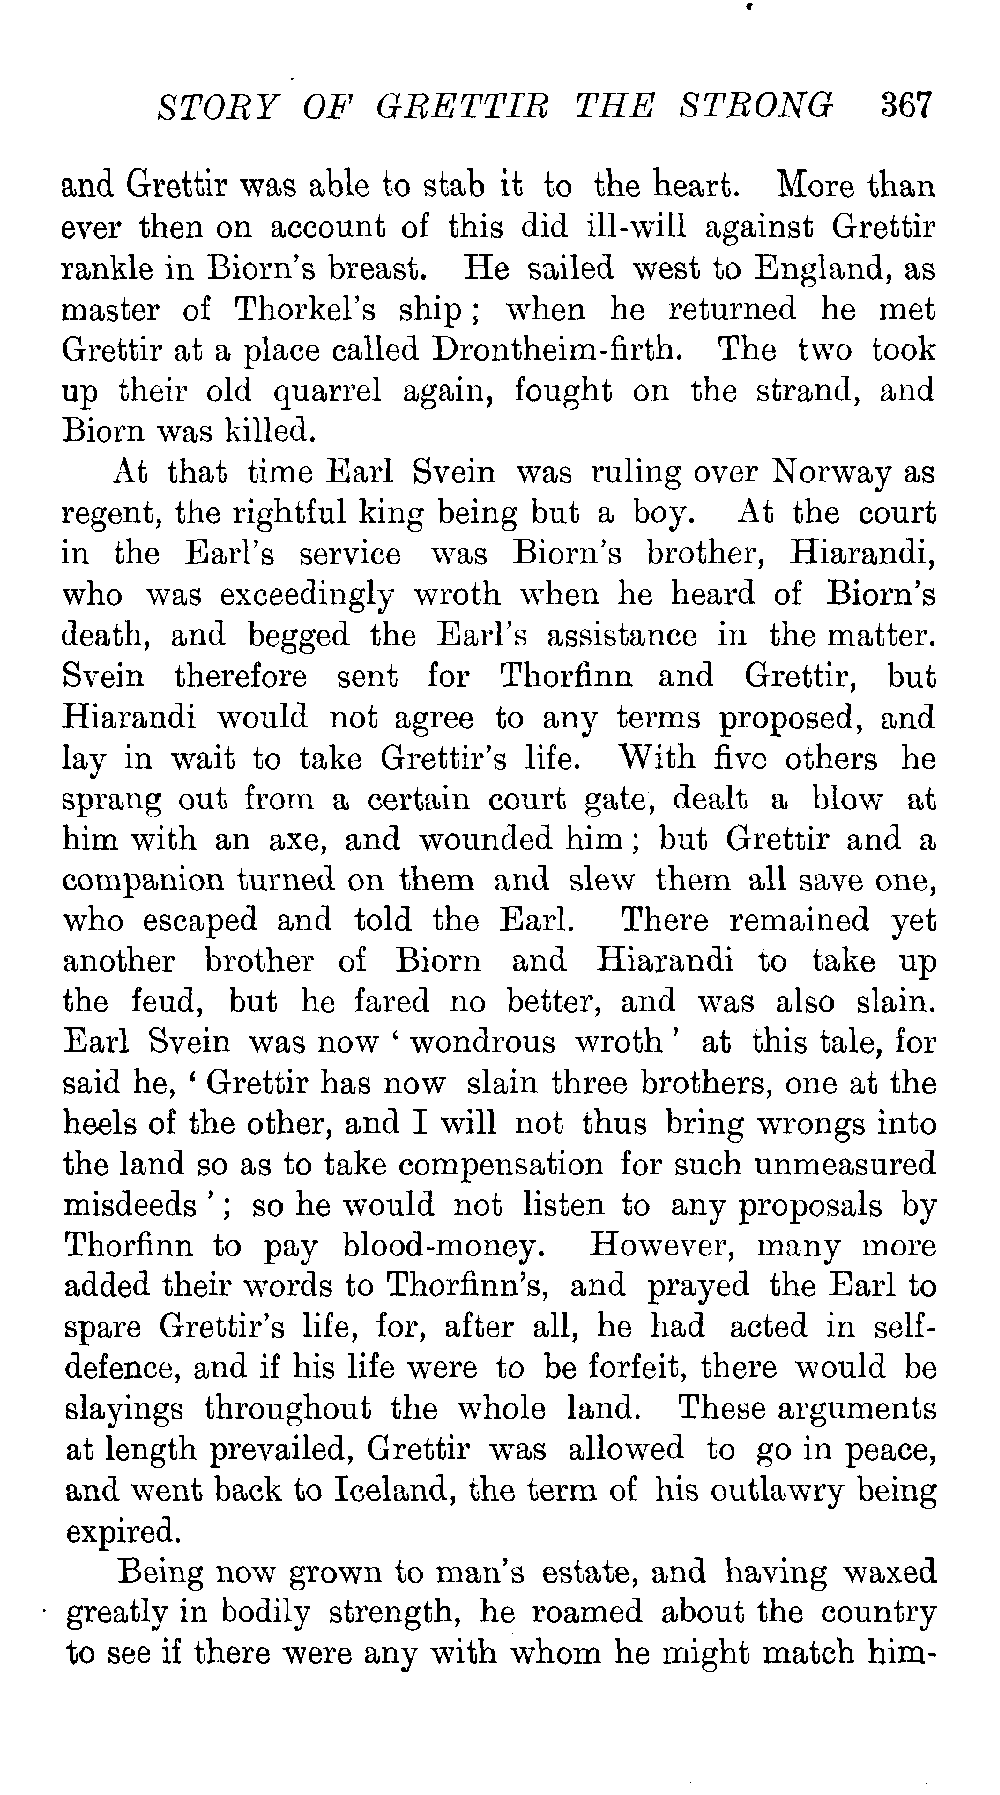 STORY OF GRETTIR THE STRONG 367
and Grettir was able to stab it to the heart. More than
ever then on account of this did ill-will against Grettir
rankle in Biorn's breast. He sailed west to England, as
master of Thorkel's ship; when he returned he met
Grettir at a place called Drontheim-firth. The two took
up their old quarrel again, fought on the strand, and
Biorn was killed.
At that time Earl Svein was ruling over Norway as
regent, the rightful king being but a boy. At the court
in the Earl's service was Biorn's brother, Hiarandi,
who was exceedingly wroth when he heard of Biorn's
death, and begged the Earl's assistance in the matter.
Svein therefore sent for Thorfinn and Grettir, but
Hiarandi would not agree to any terms proposed, and
lay in wait to take Grettir's life. With five others he
sprang out from a certain court gate, dealt a blow at
him with an axe, and wounded him; but Grettir and a
companion turned on them and slew them all save one,
who escaped and told the Earl. There remained yet
another brother of Biorn and Hiarandi to take up
the feud, but he fared no better, and was also slain.
Earl Svein was now ‘wondrous wroth’ at this tale, for
said he, ‘Grettir has now slain three brothers, one at the
heels of the other, and I will not thus bring wrongs into
the land so as to take compensation for such unmeasured
misdeeds’; so he would not listen to any proposals by
Thorfinn to pay blood-money. However, many more
added their words to Thorfinn's, and prayed the Earl to
spare Grettir's life, for, after all, he had acted in self-
defence, and if his life were to be forfeit, there would be
slayings throughout the whole land. These arguments
at length prevailed, Grettir was allowed to go in peace,
and went back to Iceland, the term of his outlawry being
expired.
Being now grown to man's estate, and having waxed
greatly in bodily strength, he roamed about the country
to see if there were any with whom he might match him-